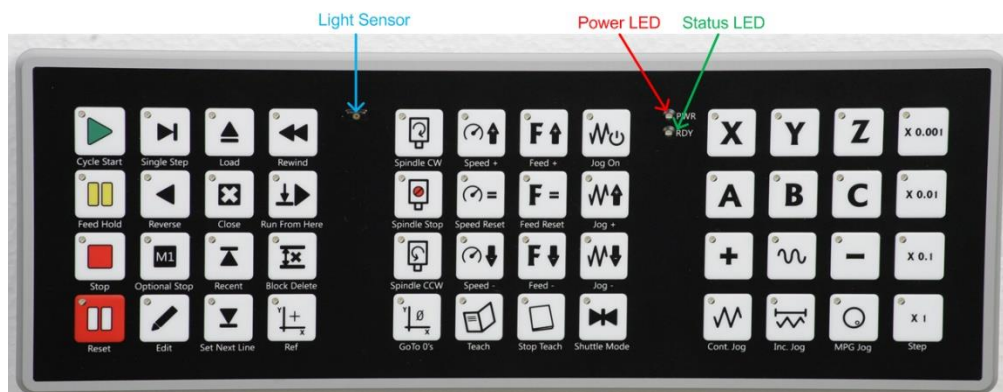 Light Sensor Power LED Status LED
PWR
RDY
X Y Z X 0.001
Cycle Start Single Step Load Rewind Spindle CW Speed + Feed + Jog On
F
A B C X 0.01
Feed Hold Reverse Close Run From Here Spindle Stop Speed Reset Feed Reset Jog +
F =
M1
+ - X 0.1
Stop Optional Stop Recent Block Delete Spindle CCW Speed - Feed - Jog -
F
X 1
Reset Edit Set Next Line Ref GoTo 0's Teach Stop Teach Shuttle Mode Cont. Jog Inc. Jog MPG Jog Step
Y + X
Y Ø X